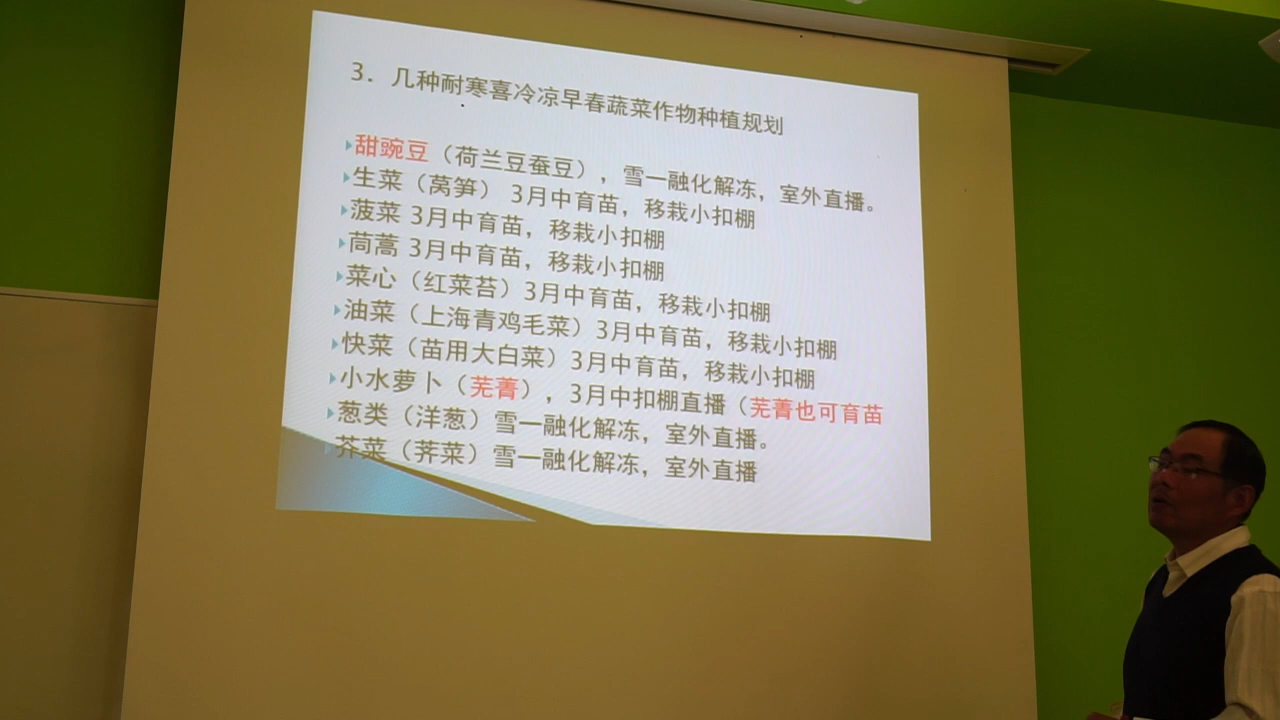 3. 几种耐寒喜冷凉早春蔬菜作物种植规划
甜豌豆（荷兰豆蚕豆），雪一融化解冻，室外直播。
生菜（莴笋） 3月中育苗，移栽小扣棚
菠菜 3月中育苗，移栽小扣棚
茼蒿 3月中育苗，移栽小扣棚
菜心（红菜苔）3月中育苗，移栽小扣棚
油菜（上海青鸡毛菜）3月中育苗，移栽小扣棚
快菜（苗用大白菜）3月中育苗，移栽小扣棚
小水萝卜（芜菁），3月中扣棚直播（芜菁也可育苗
葱类（洋葱）雪一融化解冻，室外直播。
芥菜（荠菜）雪一融化解冻，室外直播